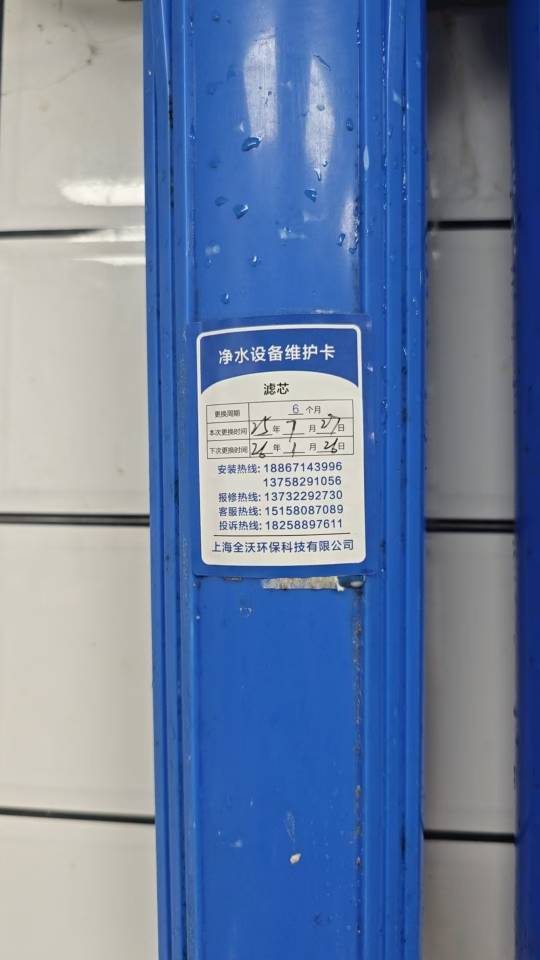 净水设备维护卡
滤芯
更换周期 6 个月
本次更换时间 25 年 7 月 27 日
下次更换时间 26 年 1 月 26 日
安装热线: 18867143996
13758291056
报修热线: 13732292730
客服热线: 15158087089
投诉热线: 18258897611
上海全沃环保科技有限公司